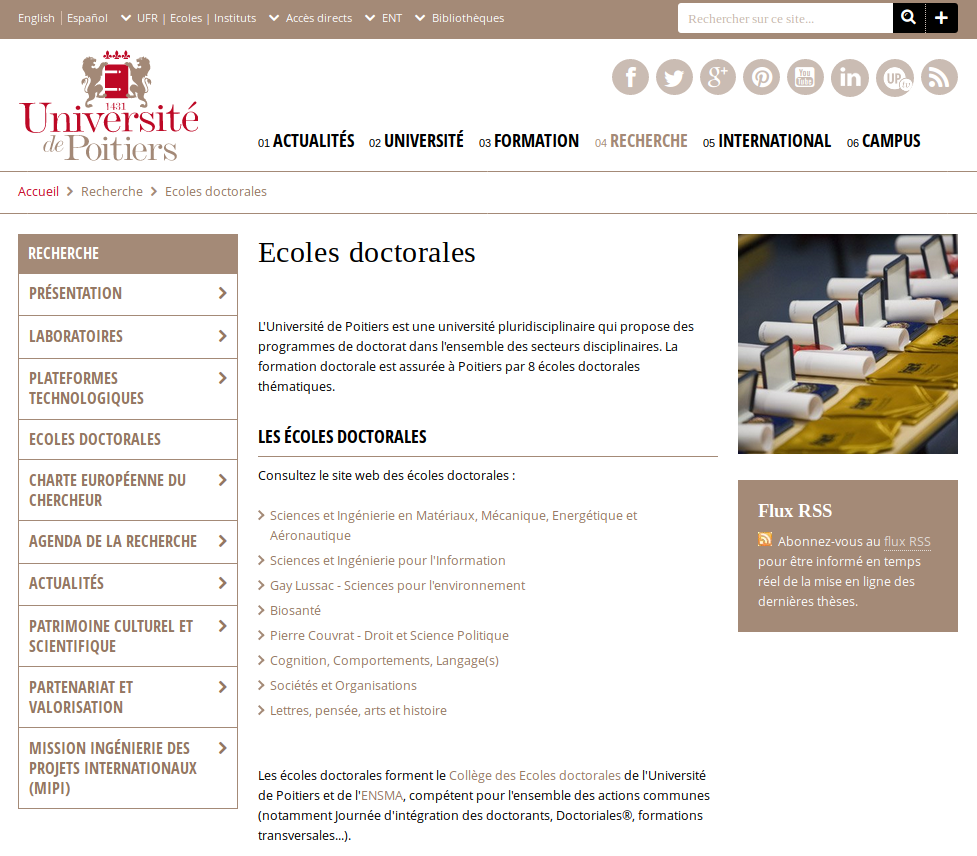 English | Español UFR | Ecoles | Instituts Accès directs ENT Bibliothèques
Rechercher sur ce site...
1431
Université
de Poitiers
01 ACTUALITÉS 02 UNIVERSITÉ 03 FORMATION 04 RECHERCHE 05 INTERNATIONAL 06 CAMPUS
Accueil Recherche Ecoles doctorales
RECHERCHE
PRÉSENTATION
LABORATOIRES
PLATEFORMES
TECHNOLOGIQUES
ECOLES DOCTORALES
CHARTE EUROPÉENNE DU
CHERCHEUR
AGENDA DE LA RECHERCHE
ACTUALITÉS
PATRIMOINE CULTUREL ET
SCIENTIFIQUE
PARTENARIAT ET
VALORISATION
MISSION INGÉNIERIE DES
PROJETS INTERNATIONAUX
(MIPI)
Ecoles doctorales
L'Université de Poitiers est une université pluridisciplinaire qui propose des
programmes de doctorat dans l'ensemble des secteurs disciplinaires. La
formation doctorale est assurée à Poitiers par 8 écoles doctorales
thématiques.
LES ÉCOLES DOCTORALES
Consultez le site web des écoles doctorales :
Sciences et Ingénierie en Matériaux, Mécanique, Energétique et
Aéronautique
Sciences et Ingénierie pour l'Information
Gay Lussac - Sciences pour l'environnement
Biosanté
Pierre Couvrat - Droit et Science Politique
Cognition, Comportements, Langage(s)
Sociétés et Organisations
Lettres, pensée, arts et histoire
Les écoles doctorales forment le Collège des Ecoles doctorales de l'Université
de Poitiers et de l'ENSMA, compétent pour l'ensemble des actions communes
(notamment Journée d'intégration des doctorants, Doctoriales®, formations
transversales...).
Flux RSS
Abonnez-vous au flux RSS
pour être informé en temps
réel de la mise en ligne des
dernières thèses.